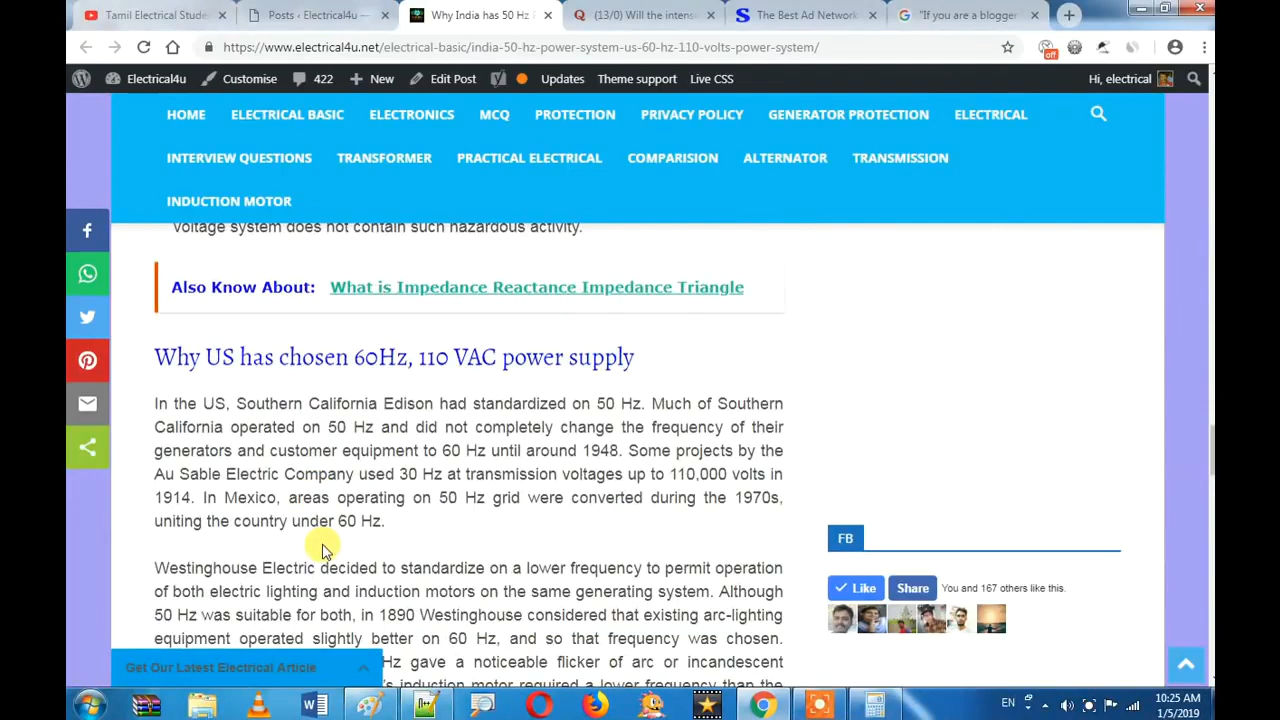 Tamil Electrical Stude
Posts ‹ Electrical4u —
Why India has 50 Hz
(13/0) Will the intens
The Best Ad Network
"If you are a blogger
https://www.electrical4u.net/electrical-basic/india-50-hz-power-system-us-60-hz-110-volts-power-system/
off
Electrical4u
Customise
422
New
Edit Post
Updates
Theme support
Live CSS
Hi, electrical
HOME
ELECTRICAL BASIC
ELECTRONICS
MCQ
PROTECTION
PRIVACY POLICY
GENERATOR PROTECTION
ELECTRICAL
INTERVIEW QUESTIONS
TRANSFORMER
PRACTICAL ELECTRICAL
COMPARISION
ALTERNATOR
TRANSMISSION
INDUCTION MOTOR
voltage system does not contain such hazardous activity.
Also Know About: What is Impedance Reactance Impedance Triangle
Why US has chosen 60Hz, 110 VAC power supply
In the US, Southern California Edison had standardized on 50 Hz. Much of Southern
California operated on 50 Hz and did not completely change the frequency of their
generators and customer equipment to 60 Hz until around 1948. Some projects by the
Au Sable Electric Company used 30 Hz at transmission voltages up to 110,000 volts in
1914. In Mexico, areas operating on 50 Hz grid were converted during the 1970s,
uniting the country under 60 Hz.
Westinghouse Electric decided to standardize on a lower frequency to permit operation
of both electric lighting and induction motors on the same generating system. Although
50 Hz was suitable for both, in 1890 Westinghouse considered that existing arc-lighting
equipment operated slightly better on 60 Hz, and so that frequency was chosen.
Hz gave a noticeable flicker of arc or incandescent
's induction motor required a lower frequency than the
FB
Like
Share
You and 167 others like this.
Get Our Latest Electrical Article
EN
10:25 AM
1/5/2019